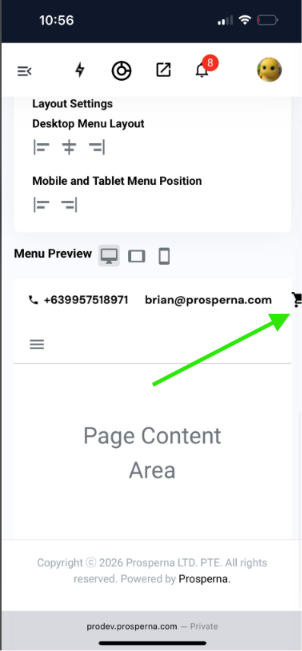 10:56
8
Layout Settings
Desktop Menu Layout
Mobile and Tablet Menu Position
Menu Preview
+639957518971 brian@prosperna.com
Page Content
Area
Copyright © 2026 Prosperna LTD. PTE. All rights
reserved. Powered by Prosperna.
prodev.prosperna.com — Private